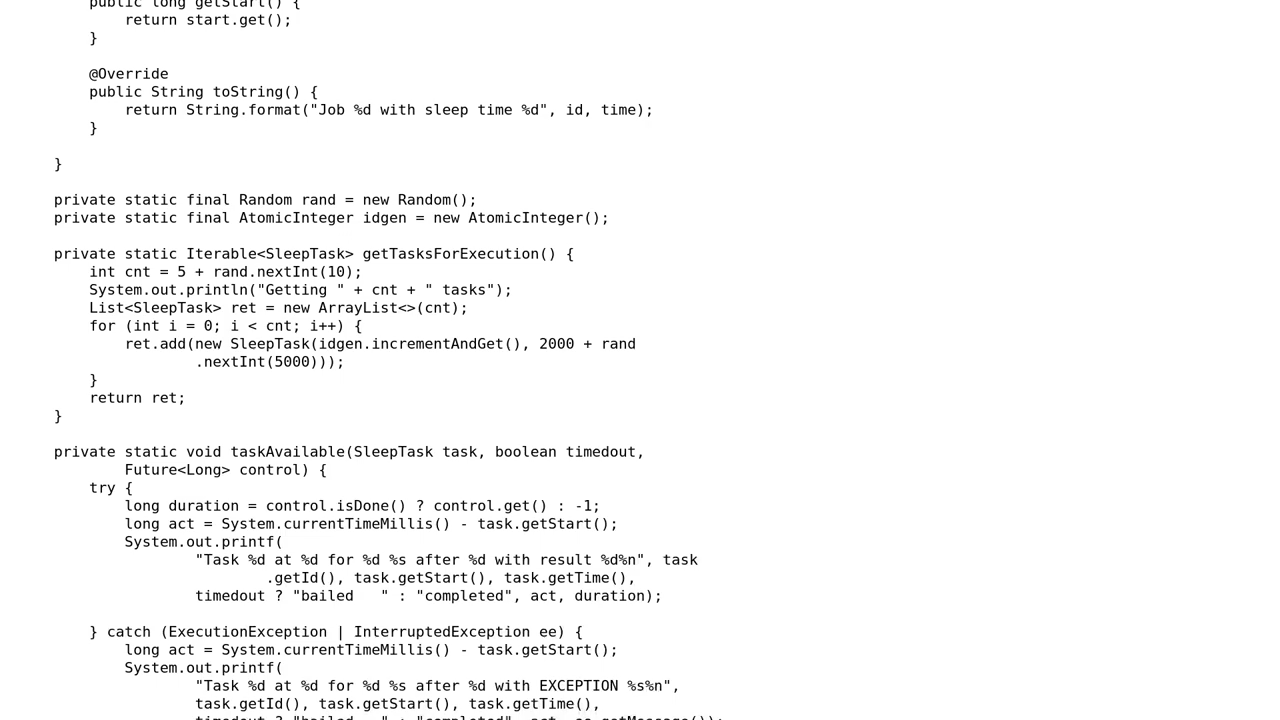 public long getStart() {
        return start.get();
    }

    @Override
    public String toString() {
        return String.format("Job %d with sleep time %d", id, time);
    }

}

private static final Random rand = new Random();
private static final AtomicInteger idgen = new AtomicInteger();

private static Iterable<SleepTask> getTasksForExecution() {
    int cnt = 5 + rand.nextInt(10);
    System.out.println("Getting " + cnt + " tasks");
    List<SleepTask> ret = new ArrayList<>(cnt);
    for (int i = 0; i < cnt; i++) {
        ret.add(new SleepTask(idgen.incrementAndGet(), 2000 + rand
                .nextInt(5000)));
    }
    return ret;
}

private static void taskAvailable(SleepTask task, boolean timedout,
        Future<Long> control) {
    try {
        long duration = control.isDone() ? control.get() : -1;
        long act = System.currentTimeMillis() - task.getStart();
        System.out.printf(
                "Task %d at %d for %d %s after %d with result %d%n", task
                        .getId(), task.getStart(), task.getTime(),
                timedout ? "bailed   " : "completed", act, duration);

    } catch (ExecutionException | InterruptedException ee) {
        long act = System.currentTimeMillis() - task.getStart();
        System.out.printf(
                "Task %d at %d for %d %s after %d with EXCEPTION %s%n",
                task.getId(), task.getStart(), task.getTime(),
                timedout ? "bailed   " : "completed", act, ee.getMessage());